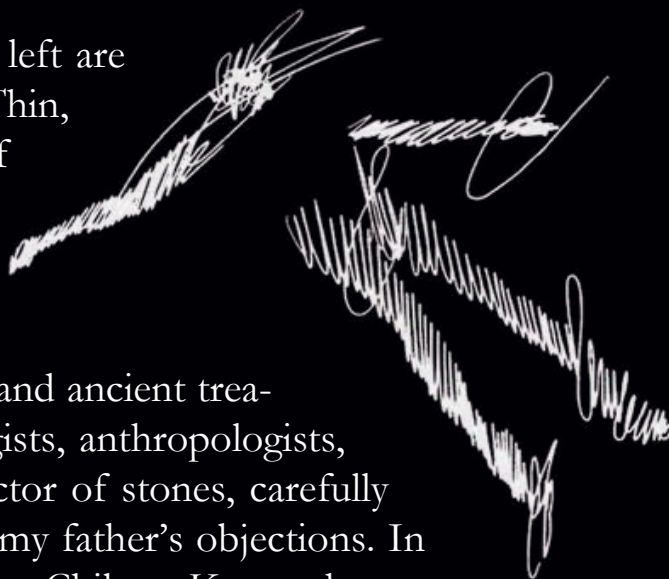 left are
Thin,
f
and ancient trea-
gists, anthropologists,
ctor of stones, carefully
my father’s objections. In